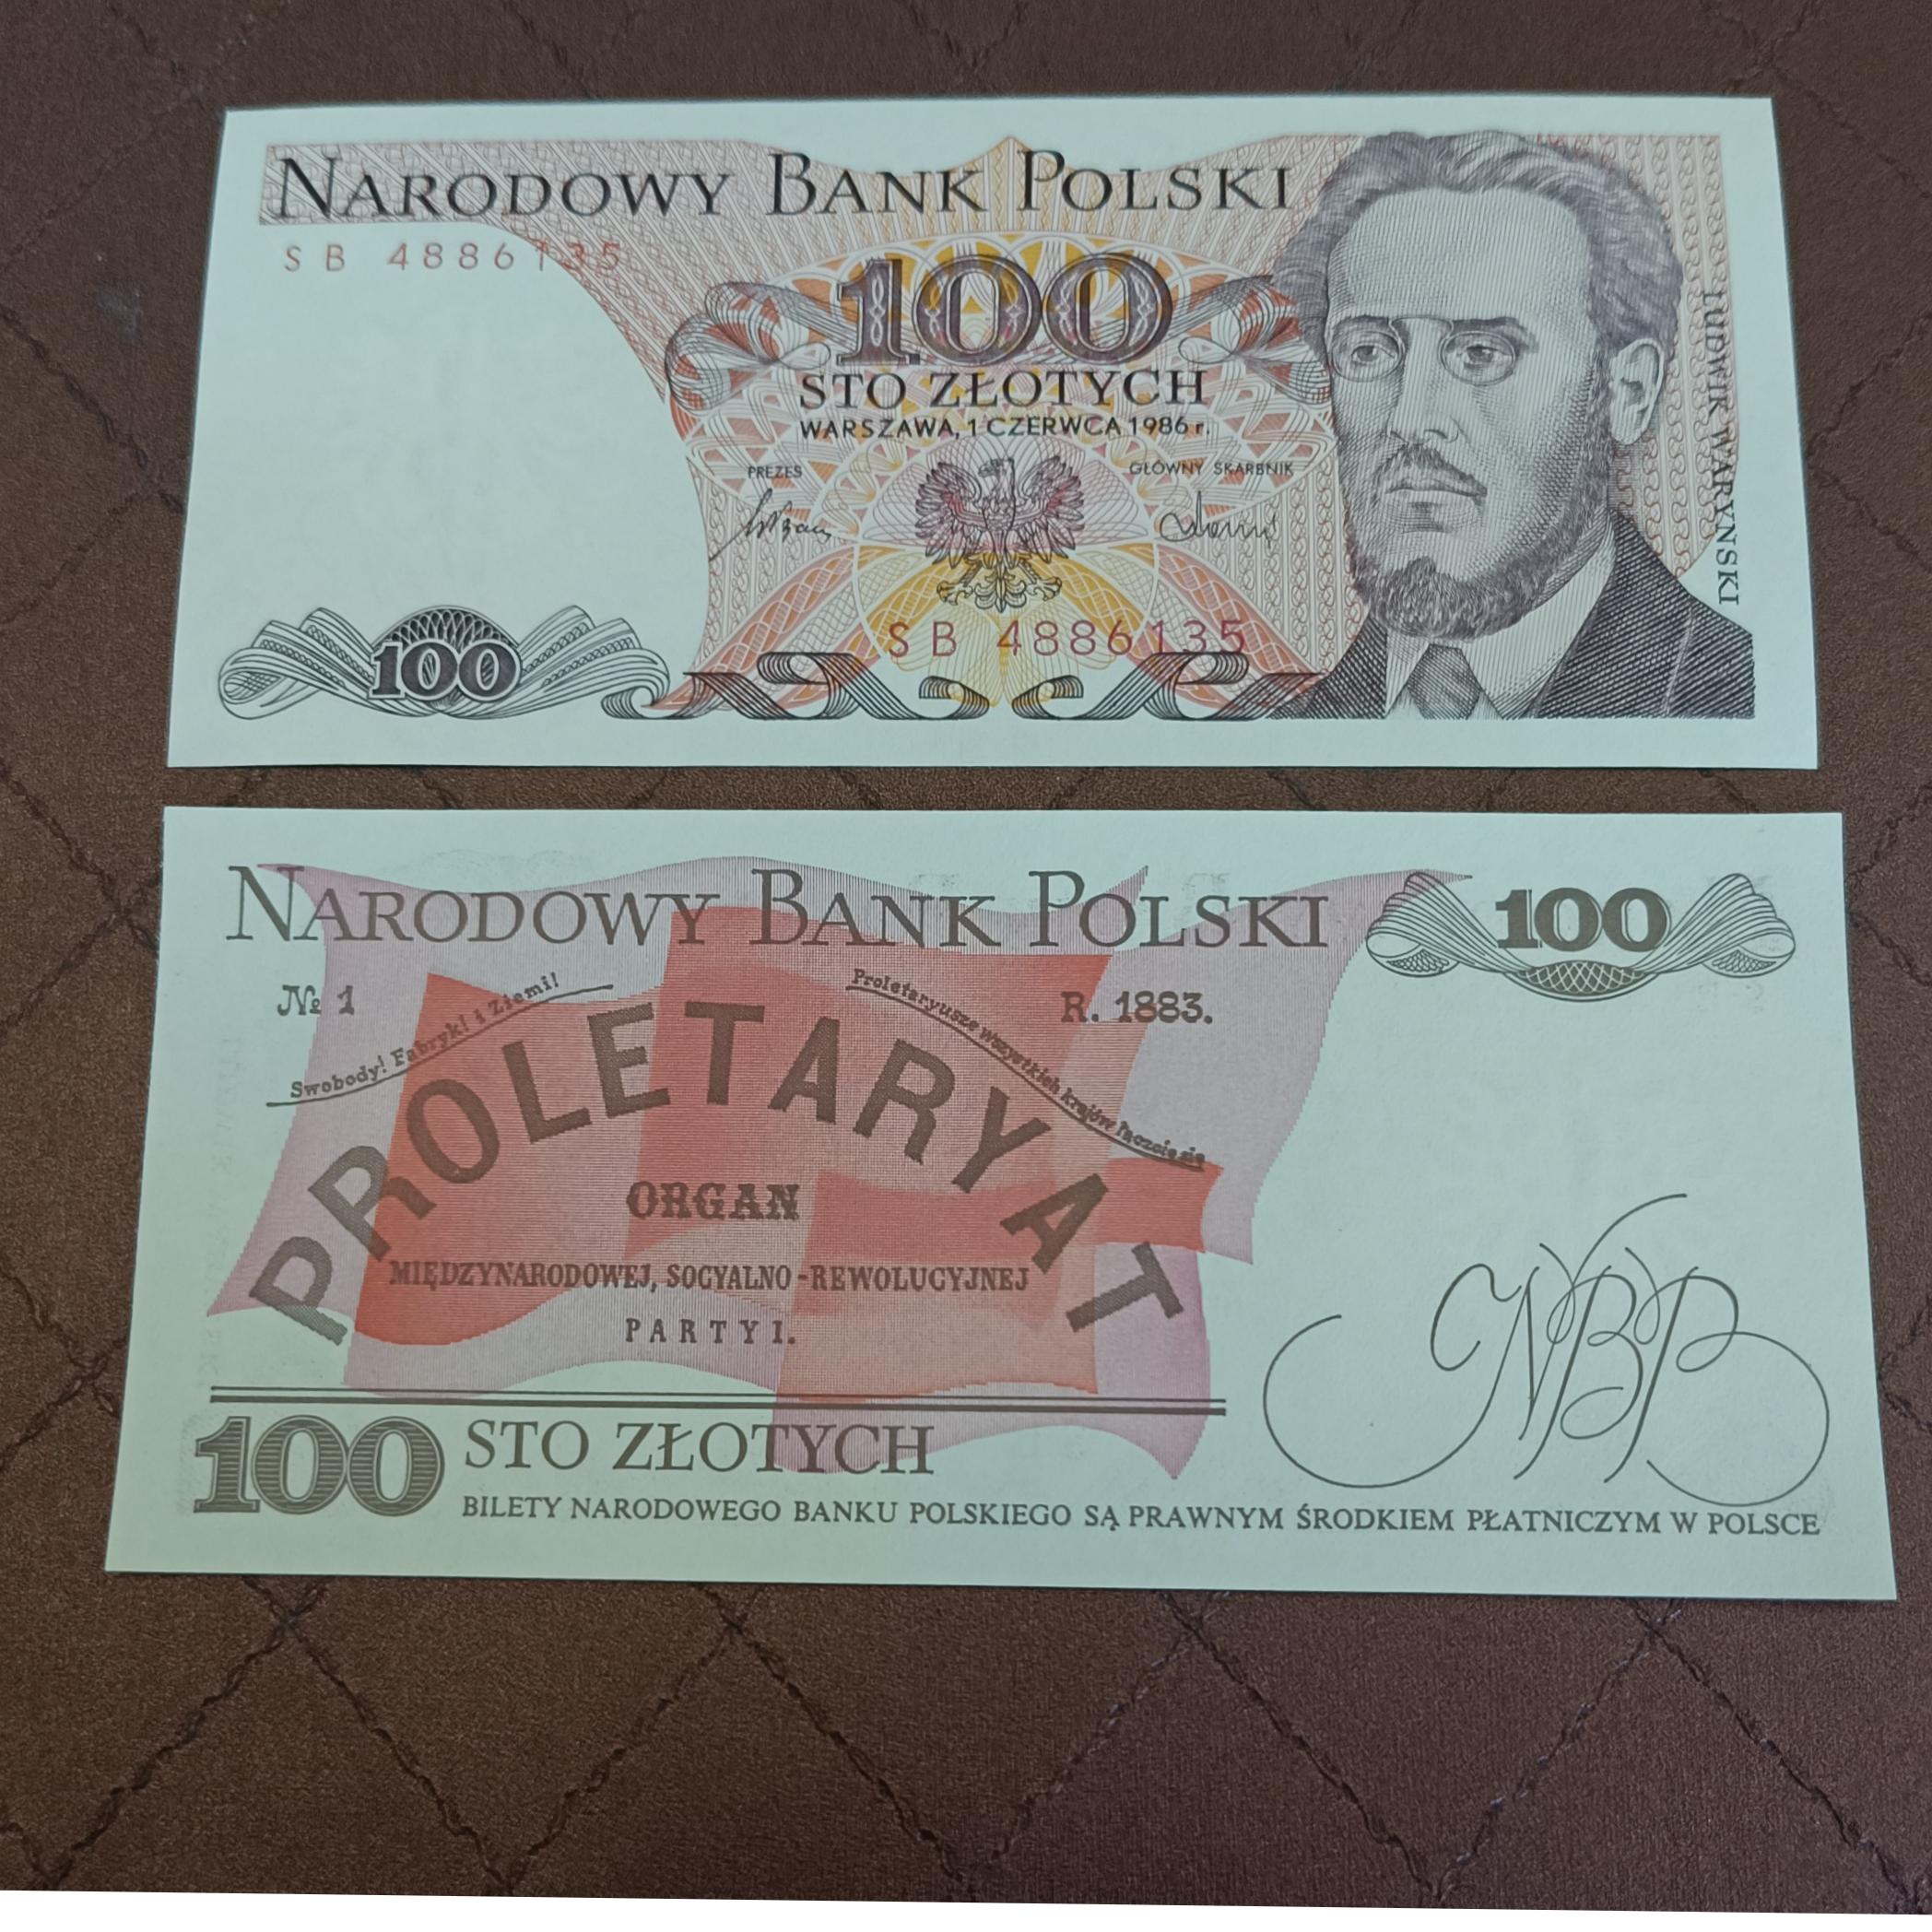 NARODOWY BANK POLSKI
SB 4886135
100
STO ZŁOTYCH
WARSZAWA, 1 CZERWCA 1986 r.
PREZES
GŁÓWNY SKARBNIK
LUDWIK WARYŃSKI
SB 4886135
100
NARODOWY BANK POLSKI
100
№ 1
R. 1883.
Swobody! Fabryk! i Ziemi!
Proletaryusze wszystkich krajów łączcie się
PROLETARYAT
ORGAN
MIĘDZYNARODOWEJ, SOCYALNO-REWOLUCYJNEJ
PARTYI.
NBP
100 STO ZŁOTYCH
BILETY NARODOWEGO BANKU POLSKIEGO SĄ PRAWNYM ŚRODKIEM PŁATNICZYM W POLSCE